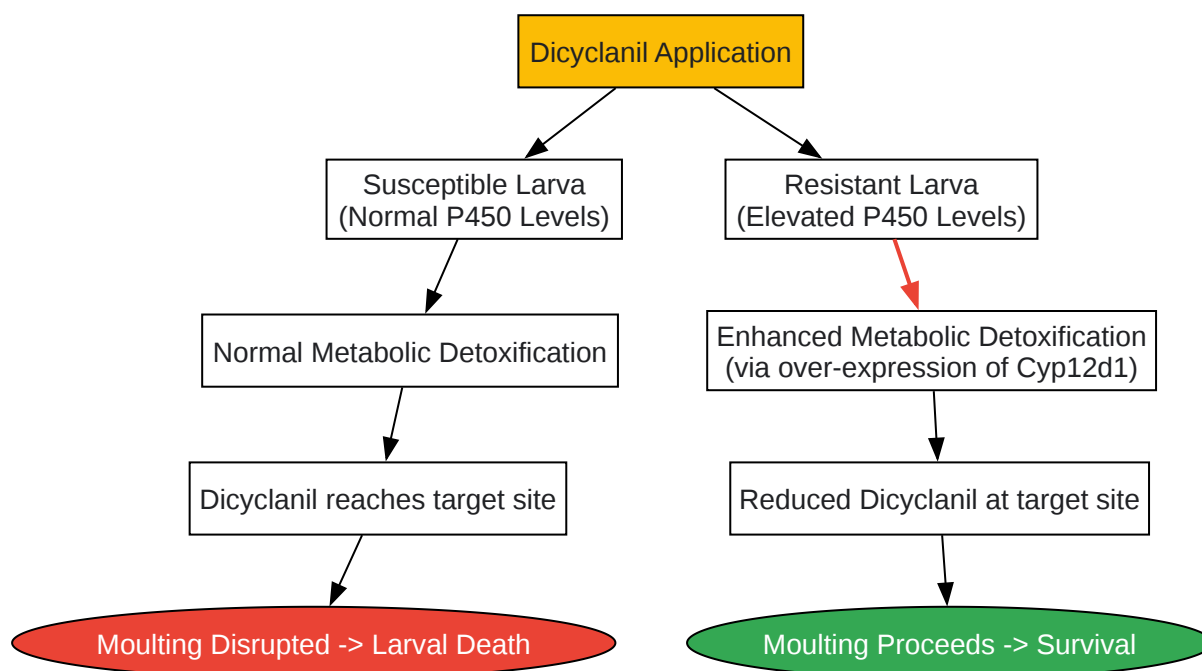 Dicyclanil Application
Susceptible Larva
(Normal P450 Levels)
Resistant Larva
(Elevated P450 Levels)
Normal Metabolic Detoxification
Enhanced Metabolic Detoxification
(via over-expression of Cyp12d1)
Dicyclanil reaches target site
Reduced Dicyclanil at target site
Moulting Disrupted -> Larval Death
Moulting Proceeds -> Survival